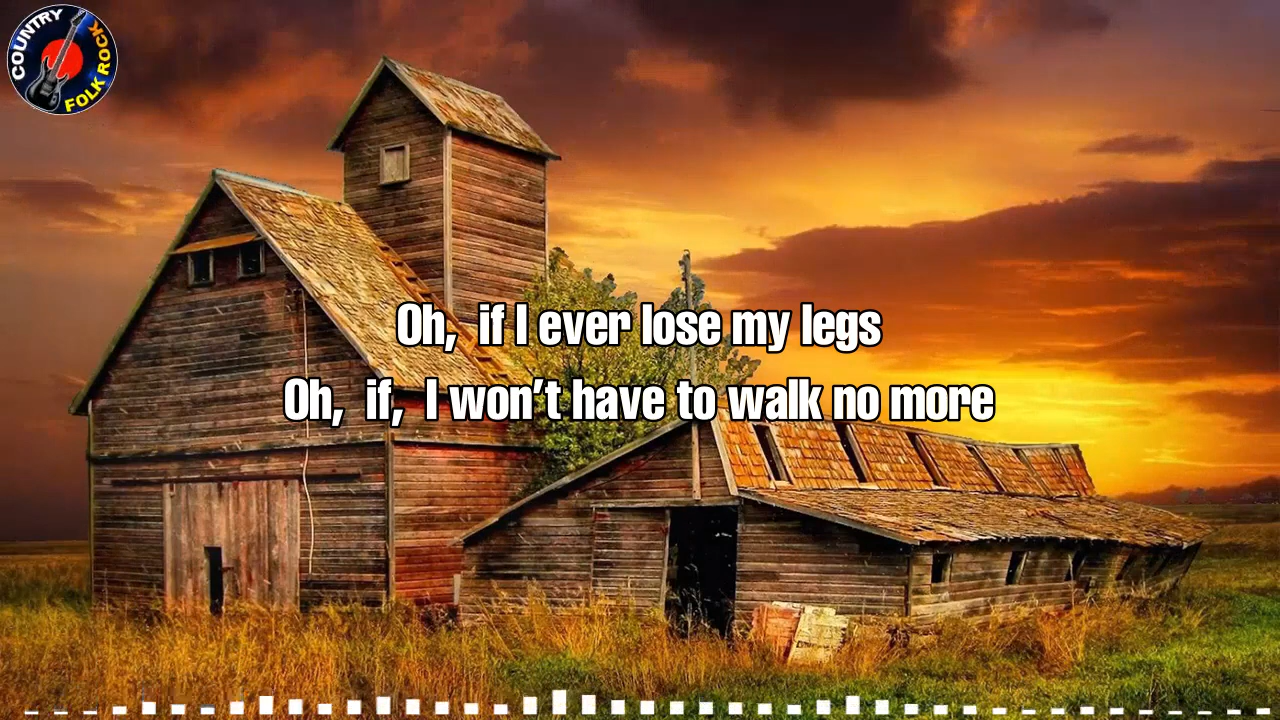 COUNTRY
FOLK ROCK
Oh, if I ever lose my legs
Oh, if, I won't have to walk no more